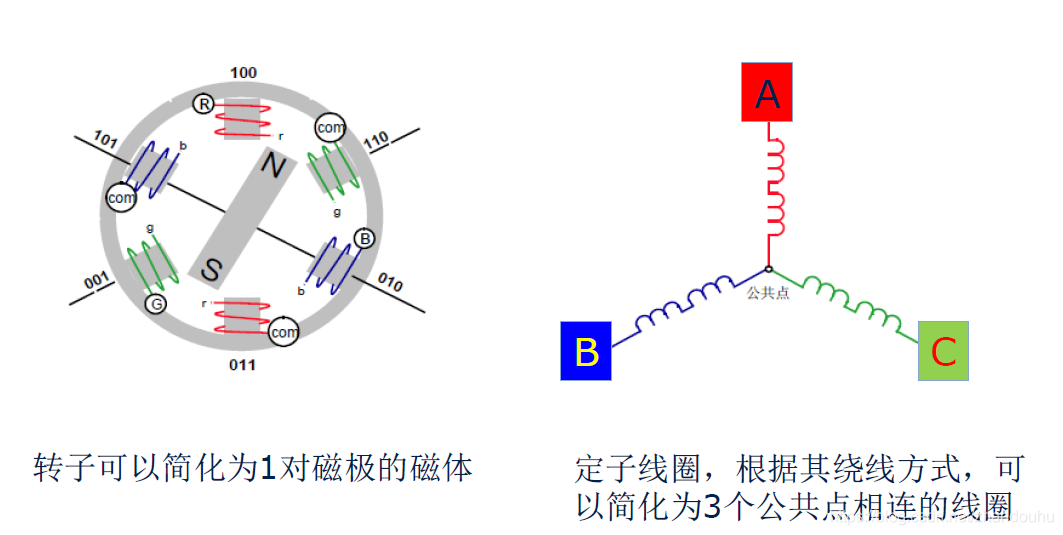 100
R
r
com
110
101
b
com
N
g
g
S
B
b
001
G
r
com
010
011
A
公共点
B
C
转子可以简化为1对磁极的磁体
定子线圈，根据其绕线方式，可
以简化为3个公共点相连的线圈